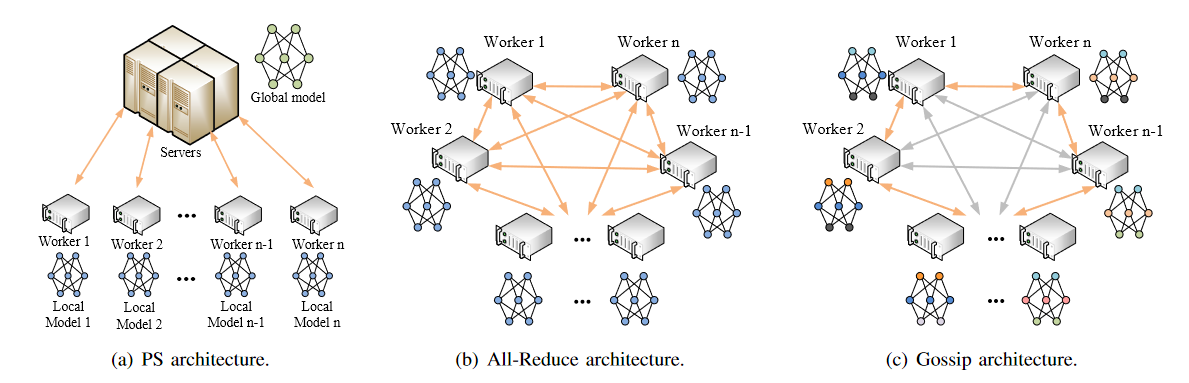 Global model
Servers
Worker 1
Worker 2
Worker n-1
Worker n
Local
Model 1
Local
Model 2
Local
Model n-1
Local
Model n
(a) PS architecture.
Worker 1
Worker n
Worker 2
Worker n-1
(b) All-Reduce architecture.
Worker 1
Worker n
Worker 2
Worker n-1
(c) Gossip architecture.